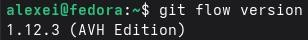 alexei@fedora:~$ git flow version
1.12.3 (AVH Edition)